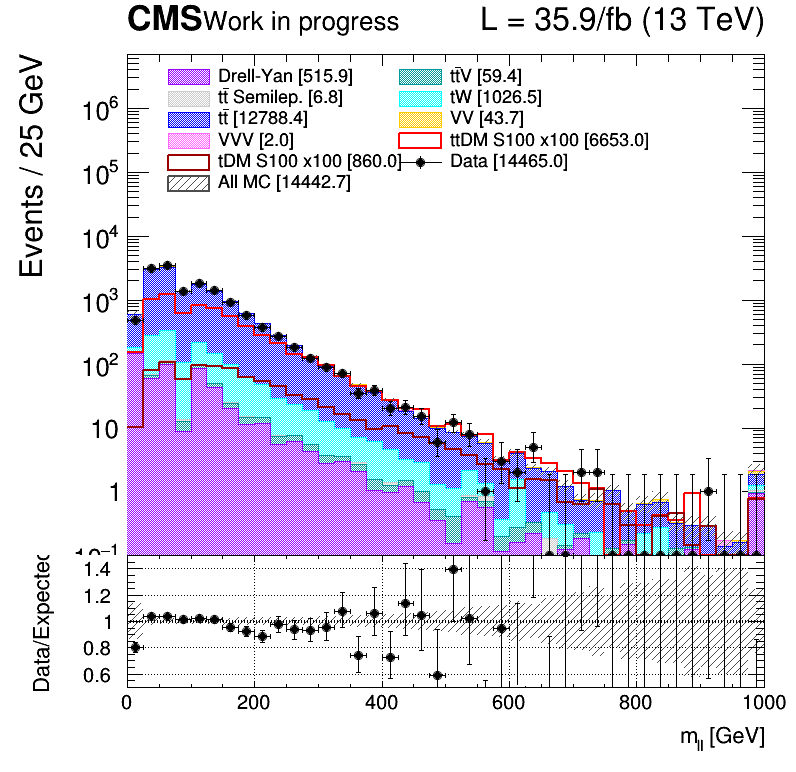 CMS Work in progress L = 35.9/fb (13 TeV)
Events / 25 GeV
Drell-Yan [515.9] tt̄V [59.4]
tt̄ Semilep. [6.8] tW [1026.5]
tt̄ [12788.4] VV [43.7]
VVV [2.0] ttDM S100 x100 [6653.0]
tDM S100 x100 [860.0] Data [14465.0]
All MC [14442.7]
10⁶
10⁵
10⁴
10³
10²
10
1
10⁻¹
Data/Expected
1.4
1.2
1
0.8
0.6
0 200 400 600 800 1000
m_ll [GeV]